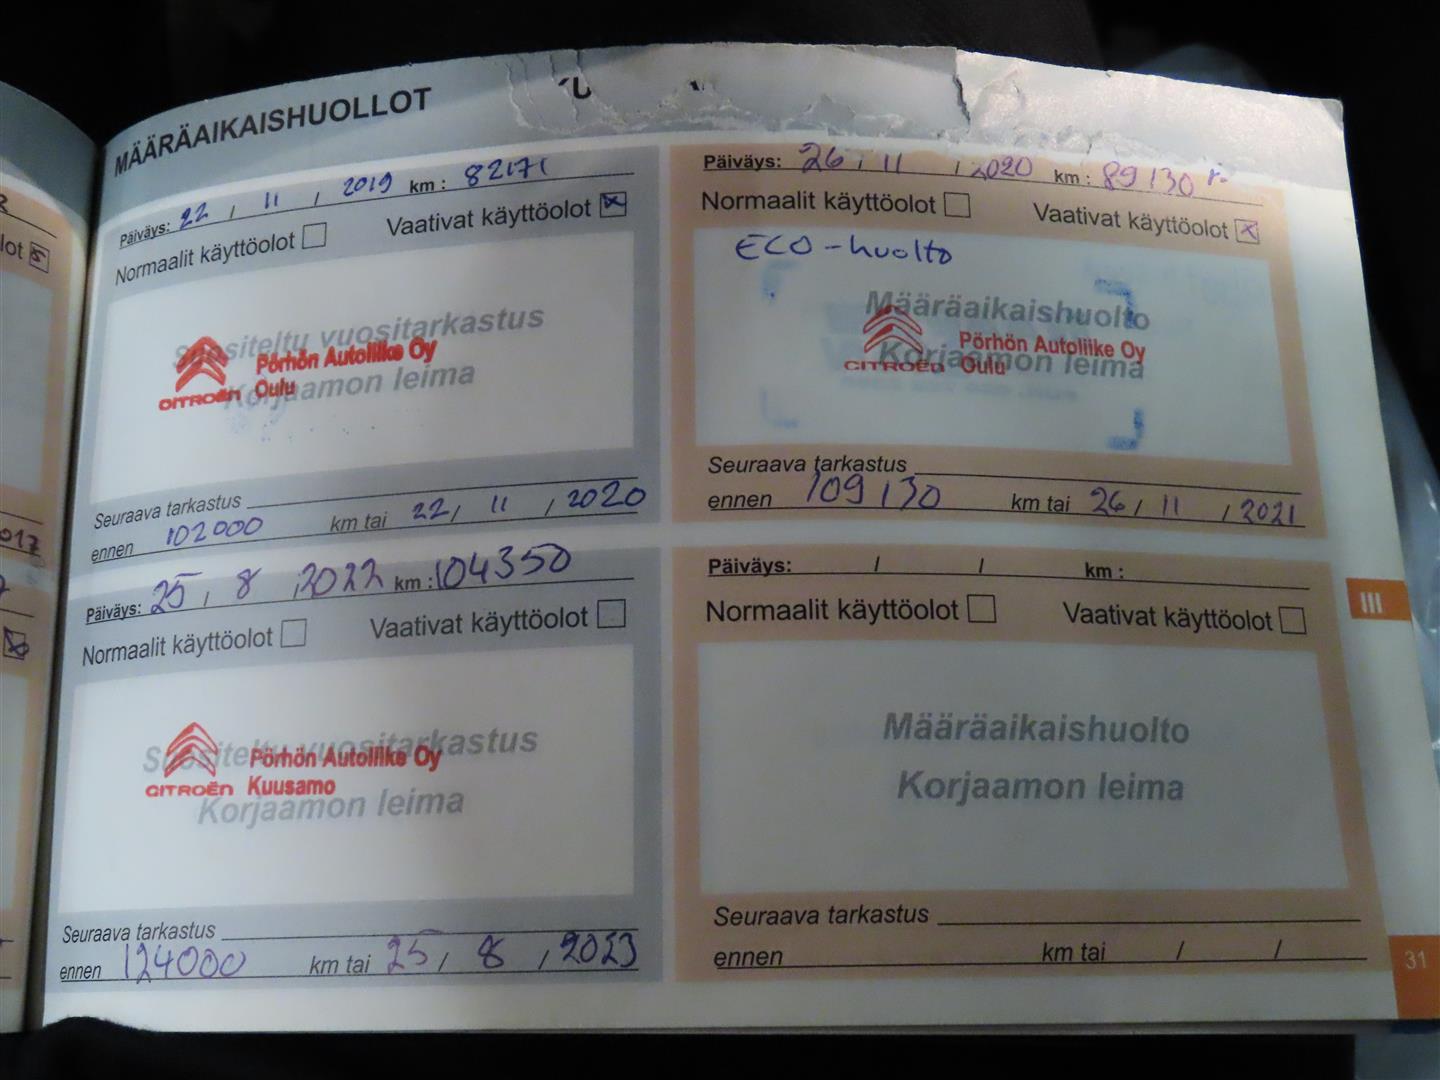 MÄÄRÄAIKAISHUOLLOT
Päiväys: 22 / 11 / 2019 km : 82171
Normaalit käyttöolot Vaativat käyttöolot
Suositeltu vuositarkastus
Korjaamon leima
CITROËN Pörhön Autoliike Oy
Oulu
Seuraava tarkastus
ennen 102000 km tai 22 / 11 / 2020
Päiväys: 26 / 11 / 2020 km : 89130
Normaalit käyttöolot Vaativat käyttöolot
ECO-huolto
Määräaikaishuolto
Korjaamon leima
CITROËN Pörhön Autoliike Oy
Oulu
Seuraava tarkastus
ennen 109130 km tai 26 / 11 / 2021
Päiväys: 25 / 8 / 2022 km : 104350
Normaalit käyttöolot Vaativat käyttöolot
Suositeltu vuositarkastus
Korjaamon leima
CITROËN Pörhön Autoliike Oy
Kuusamo
Seuraava tarkastus
ennen 124000 km tai 25 / 8 / 2023
Päiväys: / / km :
Normaalit käyttöolot Vaativat käyttöolot
Määräaikaishuolto
Korjaamon leima
Seuraava tarkastus
ennen km tai / /
III
31